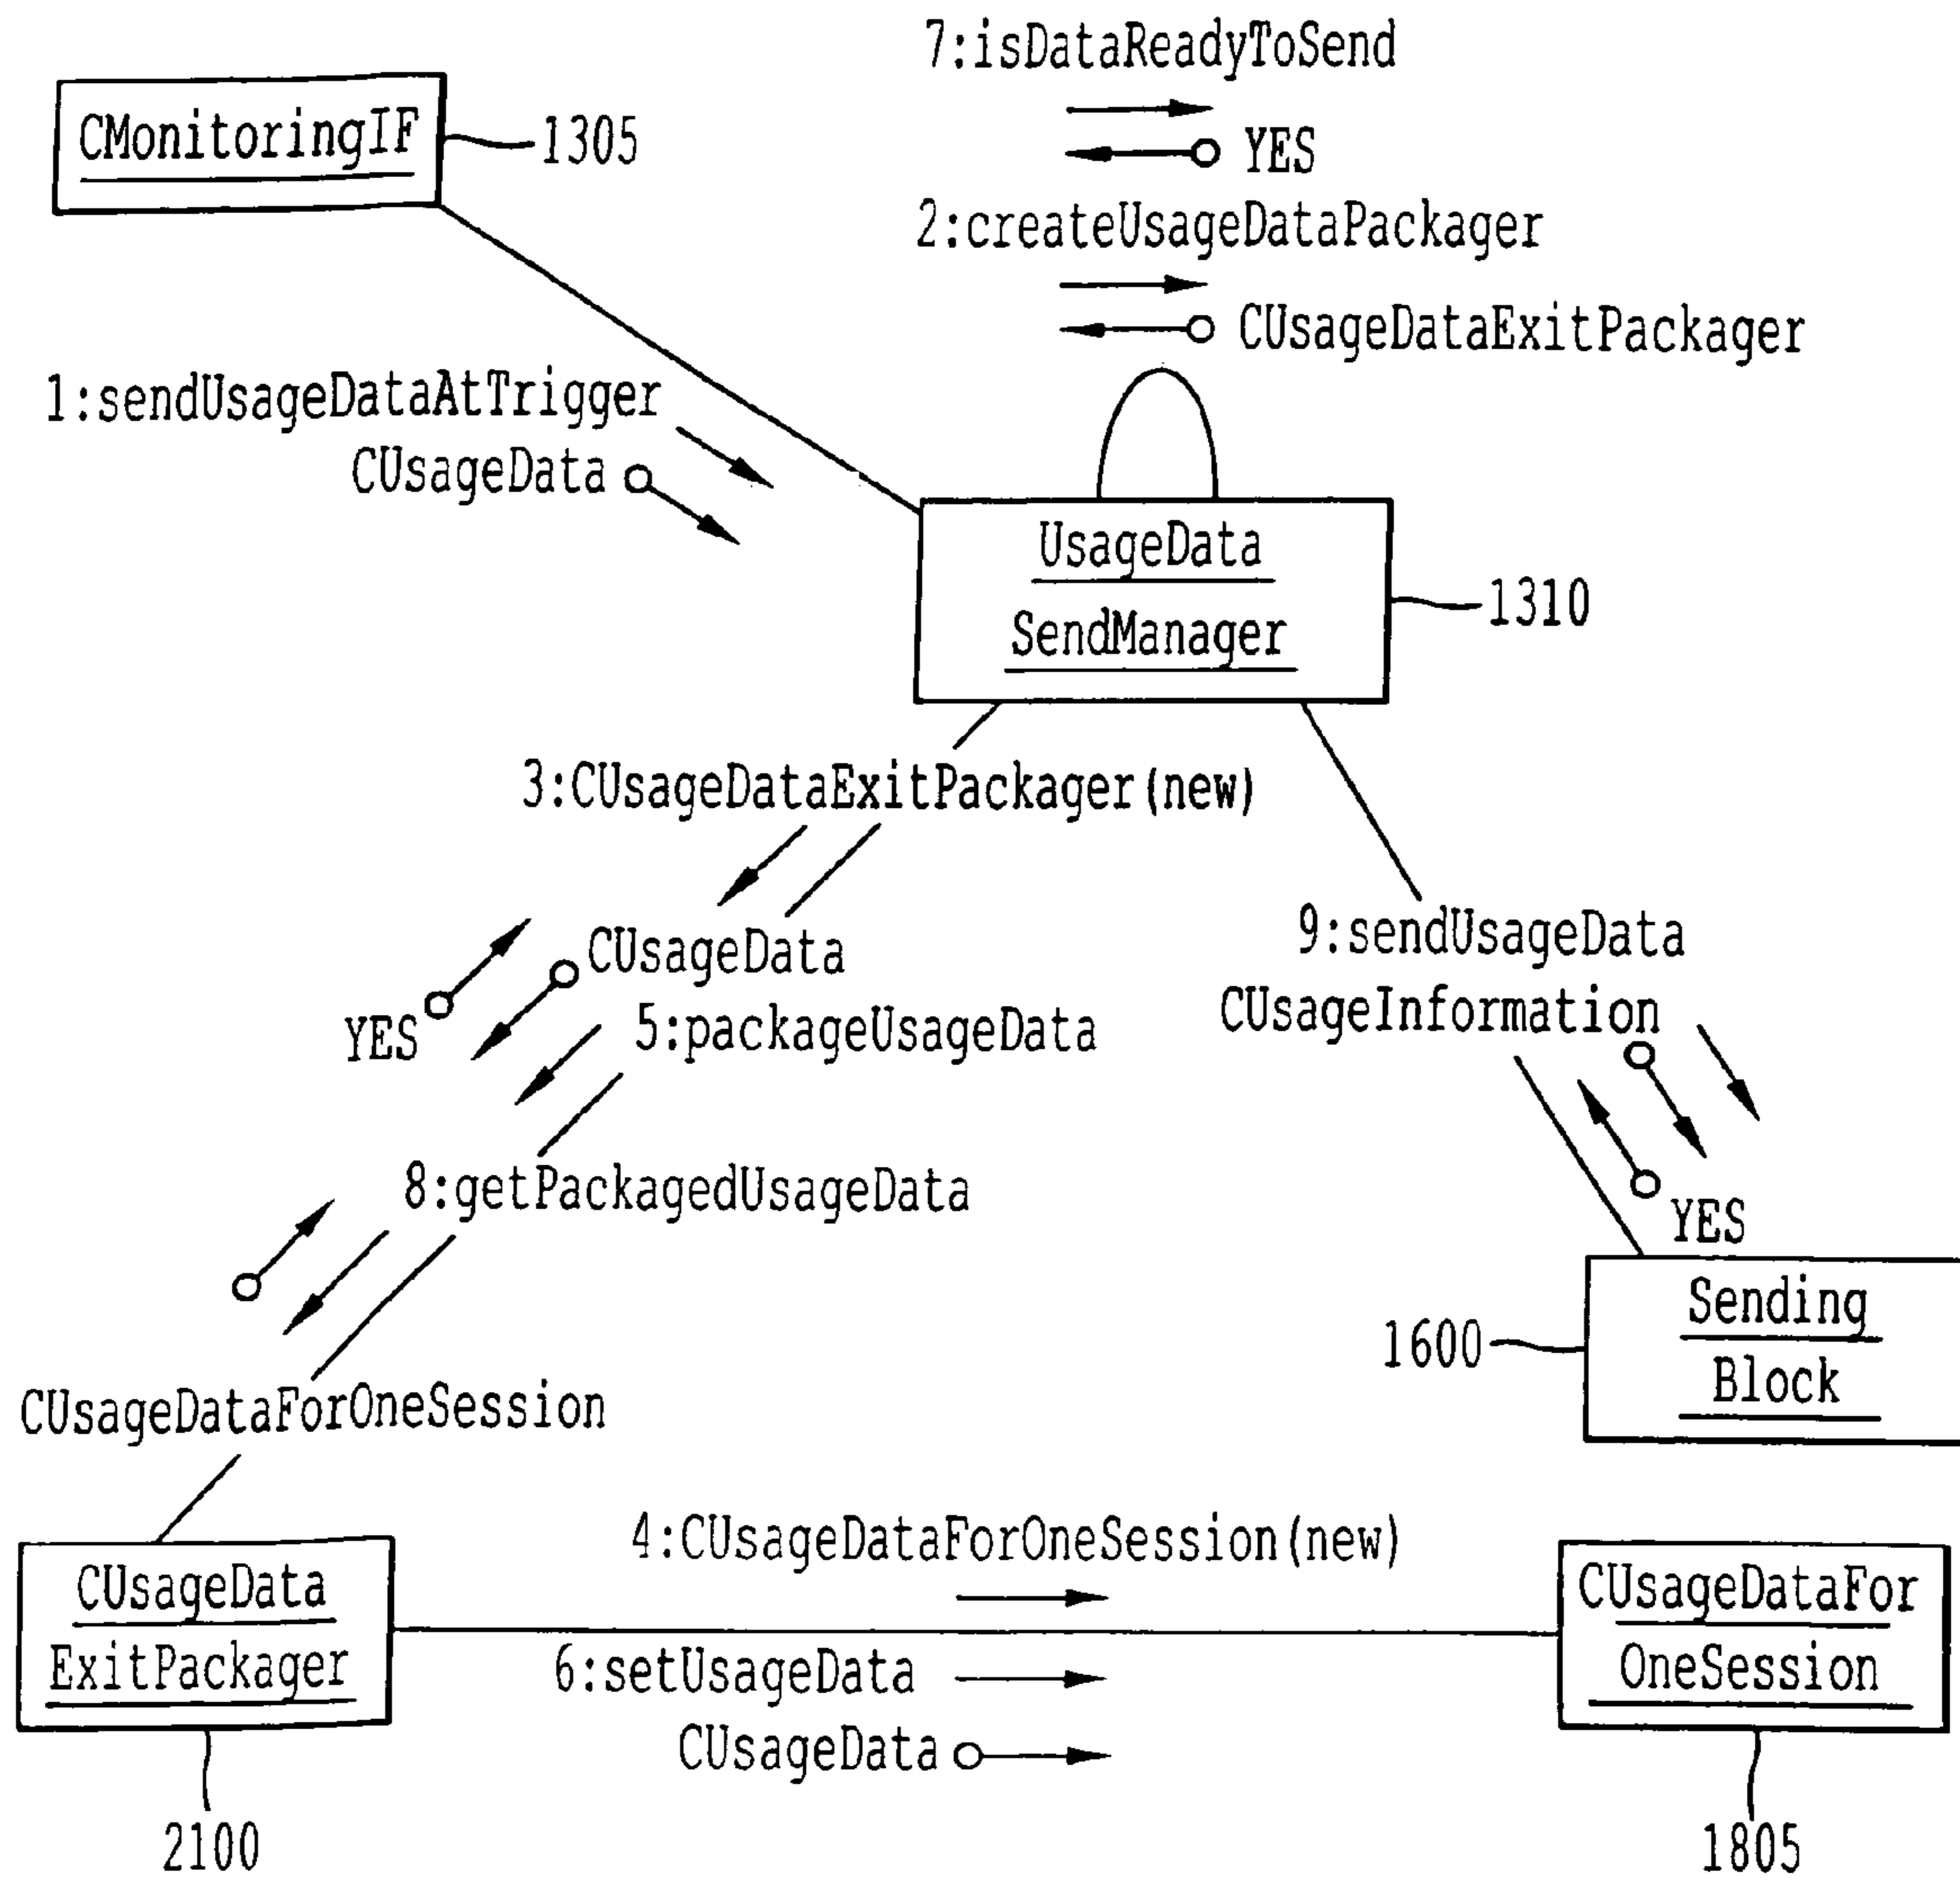 7:isDataReadyToSend
CMonitoringIF
1305
YES
2:createUsageDataPackager
CUsageDataExitPackager
1:sendUsageDataAtTrigger
CUsageData
UsageData
SendManager
1310
3:CUsageDataExitPackager(new)
CUsageData
YES
5:packageUsageData
9:sendUsageData
CUsageInformation
8:getPackagedUsageData
YES
Sending
Block
1600
CUsageDataForOneSession
4:CUsageDataForOneSession(new)
CUsageData
ExitPackager
CUsageDataFor
OneSession
6:setUsageData
CUsageData
2100
1805